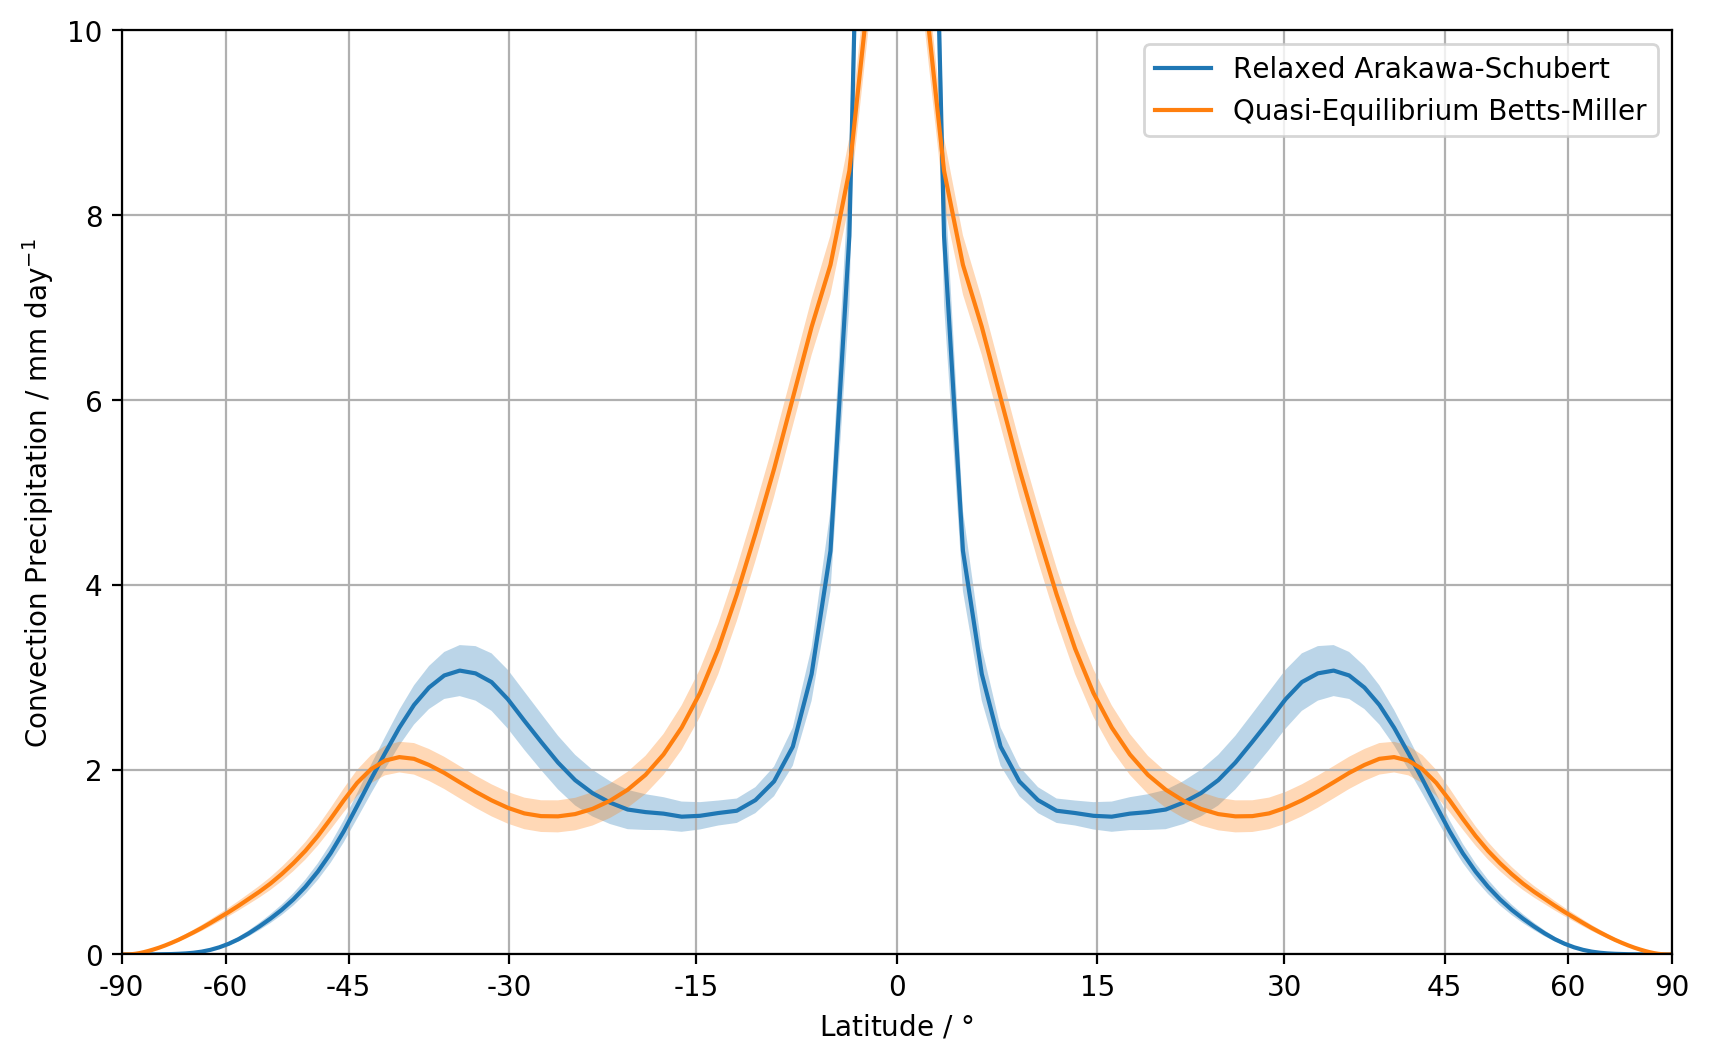 Relaxed Arakawa-Schubert
Quasi-Equilibrium Betts-Miller
Convection Precipitation / mm day⁻¹
10
8
6
4
2
0
-90 -60 -45 -30 -15 0 15 30 45 60 90
Latitude / °